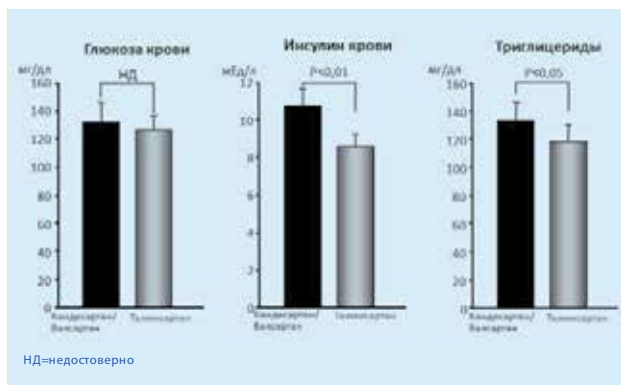 Глюкоза крови
мг/дл
НД
160
140
120
100
80
60
40
20
0
Кандесартан/
Валсартан
Телмисартан
Инсулин крови
мЕд/л
P<0,01
12
10
8
6
4
2
0
Кандесартан/
Валсартан
Телмисартан
Триглицериды
мг/дл
P<0,05
160
140
120
100
80
60
40
20
0
Кандесартан/
Валсартан
Телмисартан
НД=недостоверно